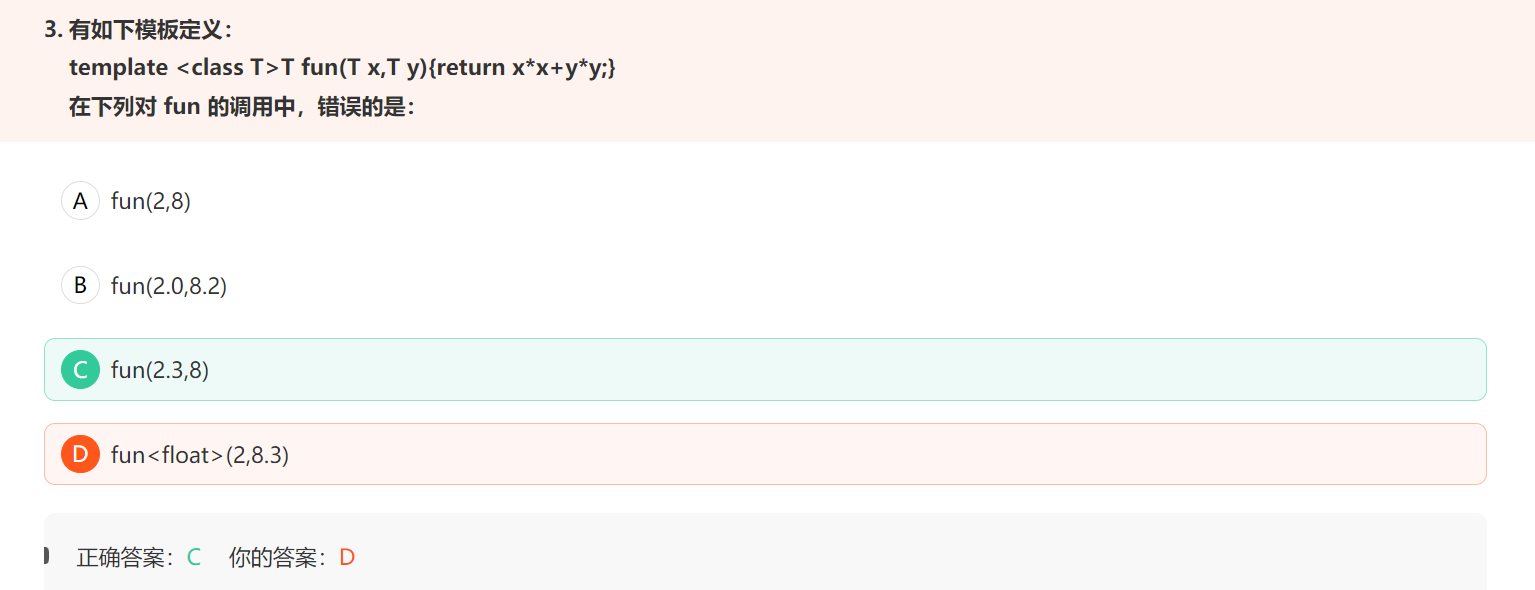 3. 有如下模板定义：
template <class T>T fun(T x,T y){return x*x+y*y;}
在下列对 fun 的调用中，错误的是：
A fun(2,8)
B fun(2.0,8.2)
C fun(2.3,8)
D fun<float>(2,8.3)
正确答案：C 你的答案：D